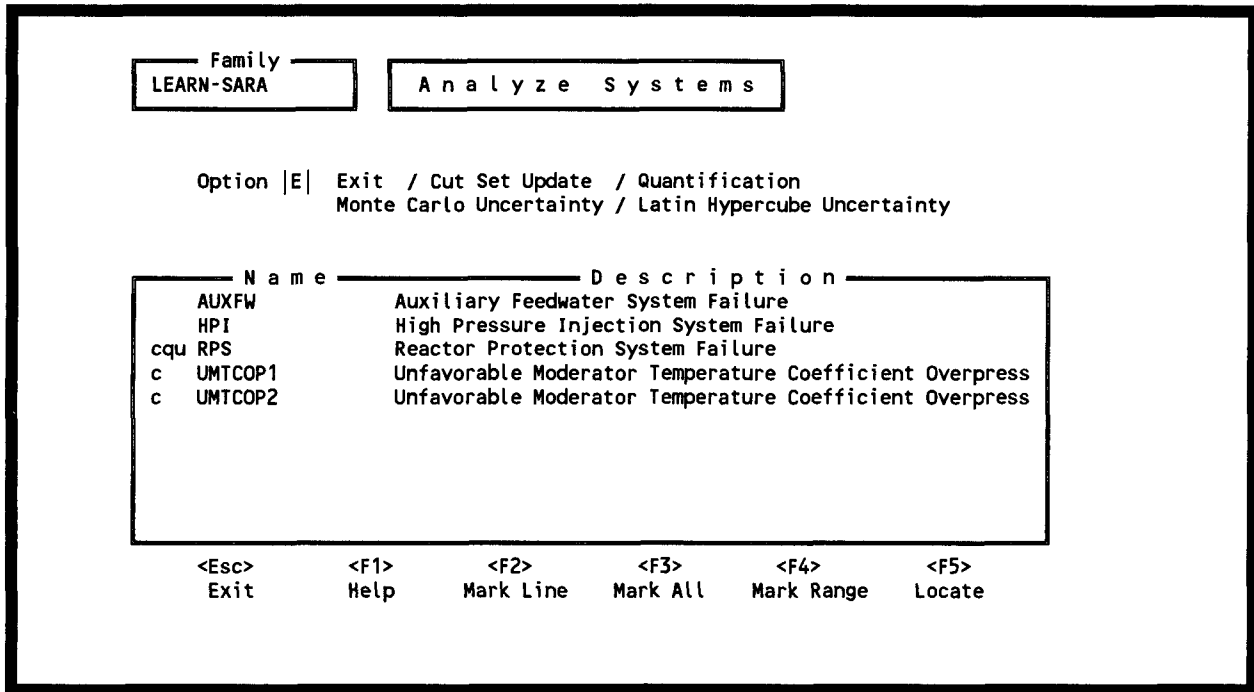 Family
LEARN-SARA
Analyze Systems
Option |E| Exit / Cut Set Update / Quantification
Monte Carlo Uncertainty / Latin Hypercube Uncertainty
Name Description
AUXFW Auxiliary Feedwater System Failure
HPI High Pressure Injection System Failure
cqu RPS Reactor Protection System Failure
c UMTCOP1 Unfavorable Moderator Temperature Coefficient Overpress
c UMTCOP2 Unfavorable Moderator Temperature Coefficient Overpress
<Esc> <F1> <F2> <F3> <F4> <F5>
Exit Help Mark Line Mark All Mark Range Locate